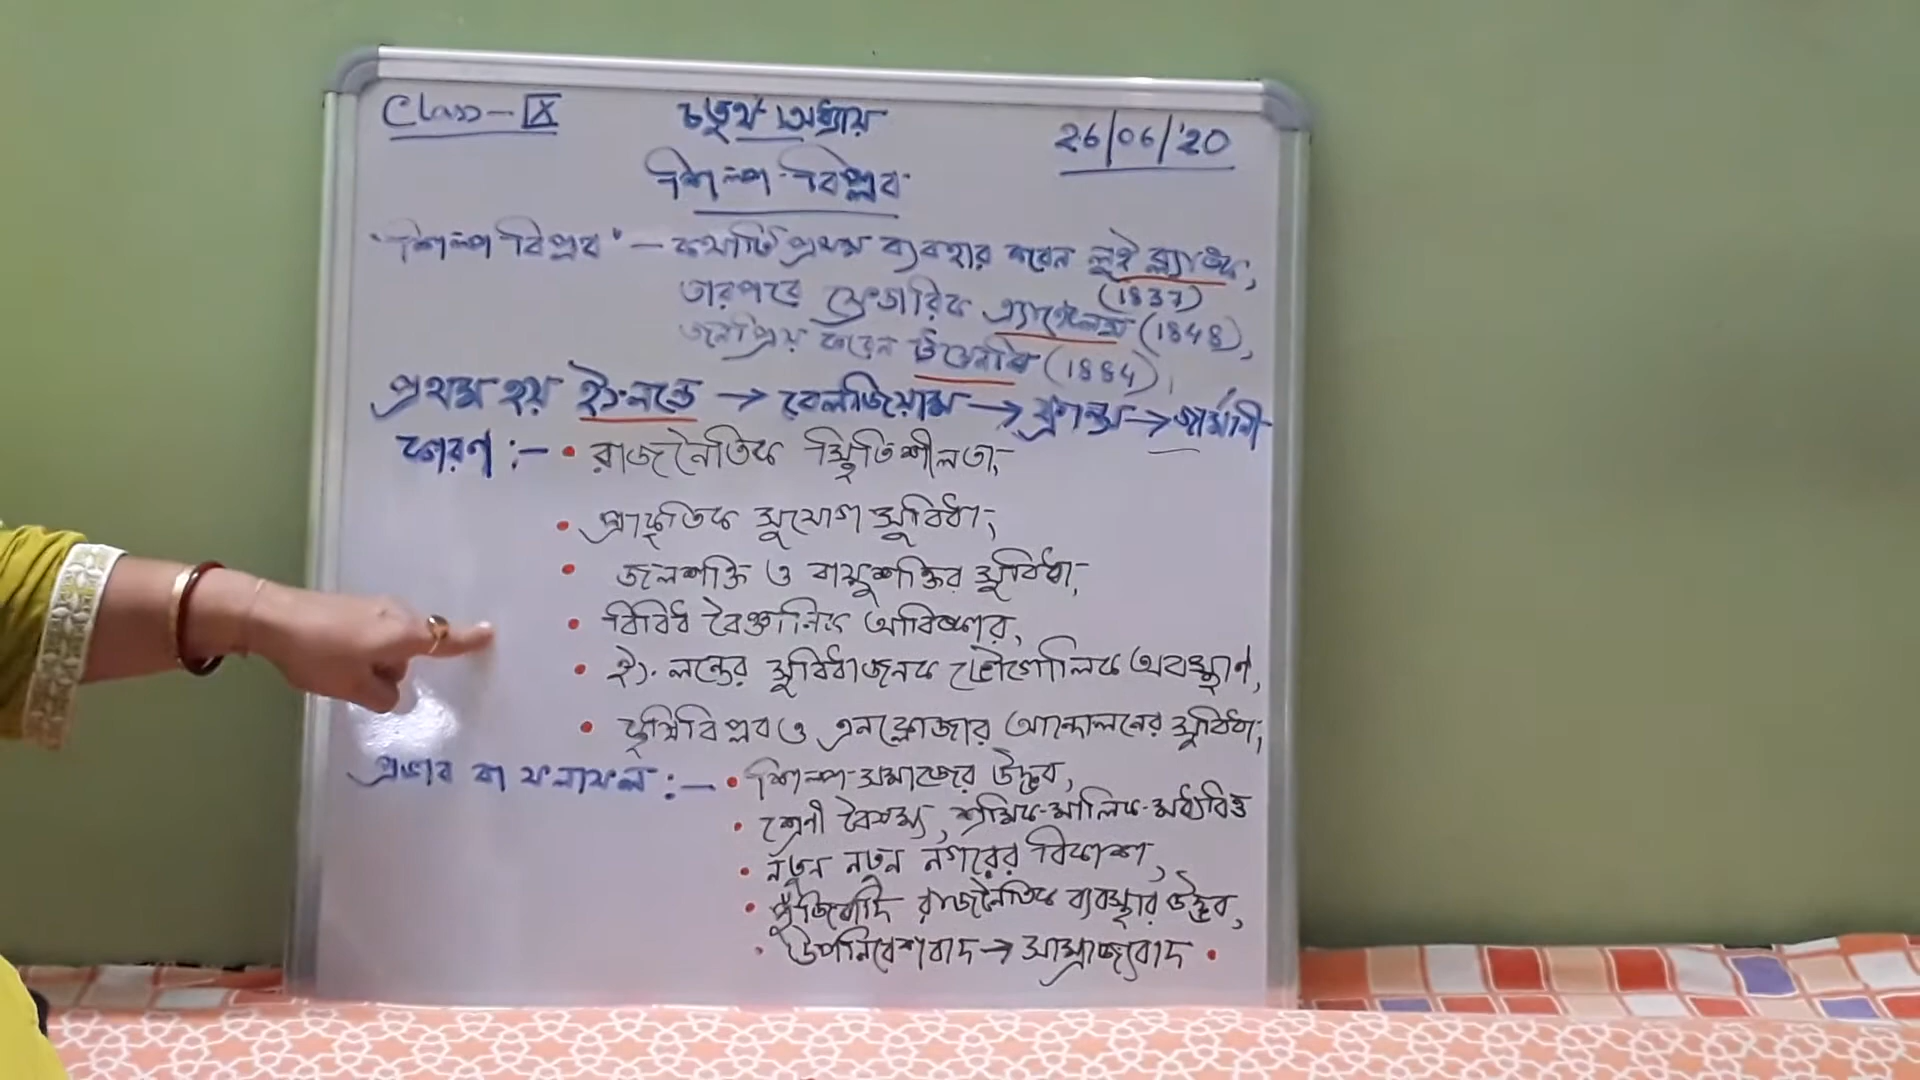 Class - IX
চতুর্থ অধ্যায়
26/06/'20
শিল্প-বিপ্লব
'শিল্প বিপ্লব' — কথাটি প্রথম ব্যবহার করেন লুই ব্ল্যাঙ্ক,
(1837)
তারপরে ফ্রেডারিক এ্যাঙ্গেলস (1848),
জনপ্রিয় করেন টয়েনবি (1884),
প্রথম হয় ইংলন্ডে → বেলজিয়াম → ফ্রান্স → জার্মানী
কারণ :— • রাজনৈতিক স্থিতিশীলতা,
• প্রাকৃতিক সুযোগ সুবিধা,
• জলশক্তি ও বায়ুশক্তির সুবিধা,
• বিবিধ বৈজ্ঞানিক আবিষ্কার,
• ইংলন্ডের সুবিধাজনক ভৌগোলিক অবস্থান,
• কৃষিবিপ্লব ও এনক্লোজার আন্দোলনের সুবিধা,
প্রভাব বা ফলাফল :— • শিল্প-সমাজের উদ্ভব,
• শ্রেণী বৈশম্য, শ্রমিক-মালিক-মধ্যবিত্ত
• নতুন নতুন নগরের বিকাশ,
• পুঁজিবাদি রাজনৈতিক ব্যবস্থার উদ্ভব,
• উপনিবেশবাদ → সাম্রাজ্যবাদ •